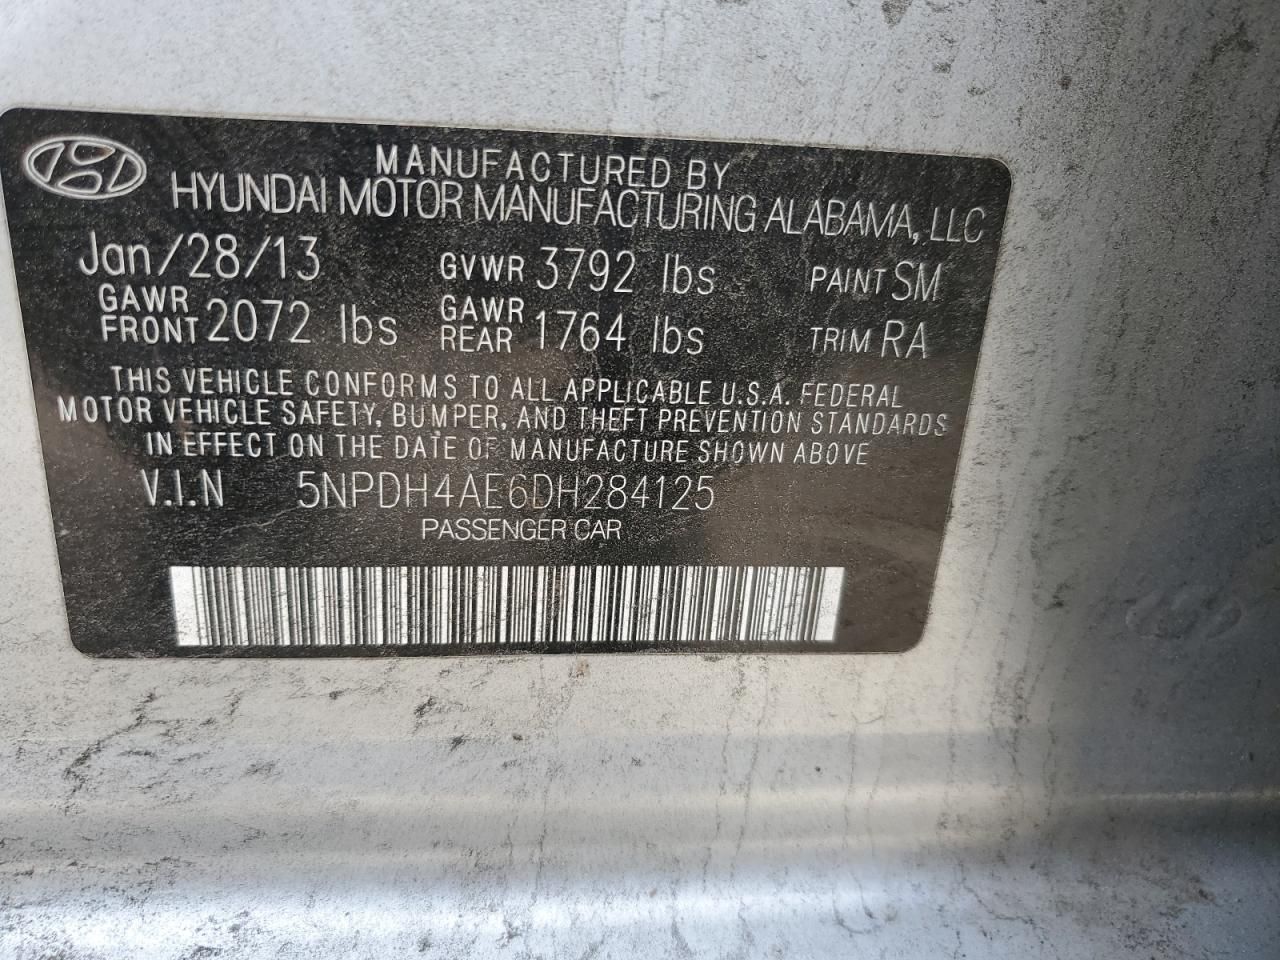 MANUFACTURED BY
HYUNDAI MOTOR MANUFACTURING ALABAMA, LLC
Jan/28/13 GVWR 3792 lbs PAINT SM
GAWR FRONT 2072 lbs GAWR REAR 1764 lbs TRIM RA
THIS VEHICLE CONFORMS TO ALL APPLICABLE U.S.A. FEDERAL
MOTOR VEHICLE SAFETY, BUMPER, AND THEFT PREVENTION STANDARDS
IN EFFECT ON THE DATE OF MANUFACTURE SHOWN ABOVE
V.I.N 5NPDH4AE6DH284125
PASSENGER CAR